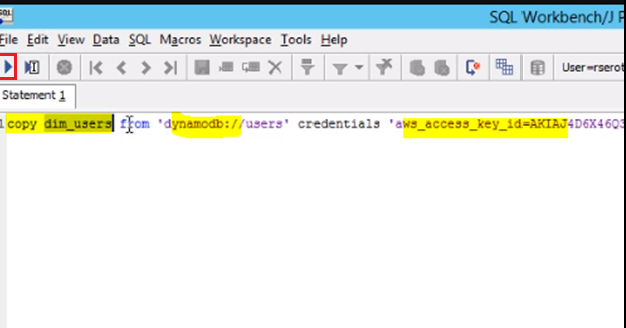 SQL
SQL Workbench/J P
File Edit View Data SQL Macros Workspace Tools Help
User=rserot
Statement 1
1 copy dim_users from 'dynamodb://users' credentials 'aws_access_key_id=AKIAJ4D6X46Q3